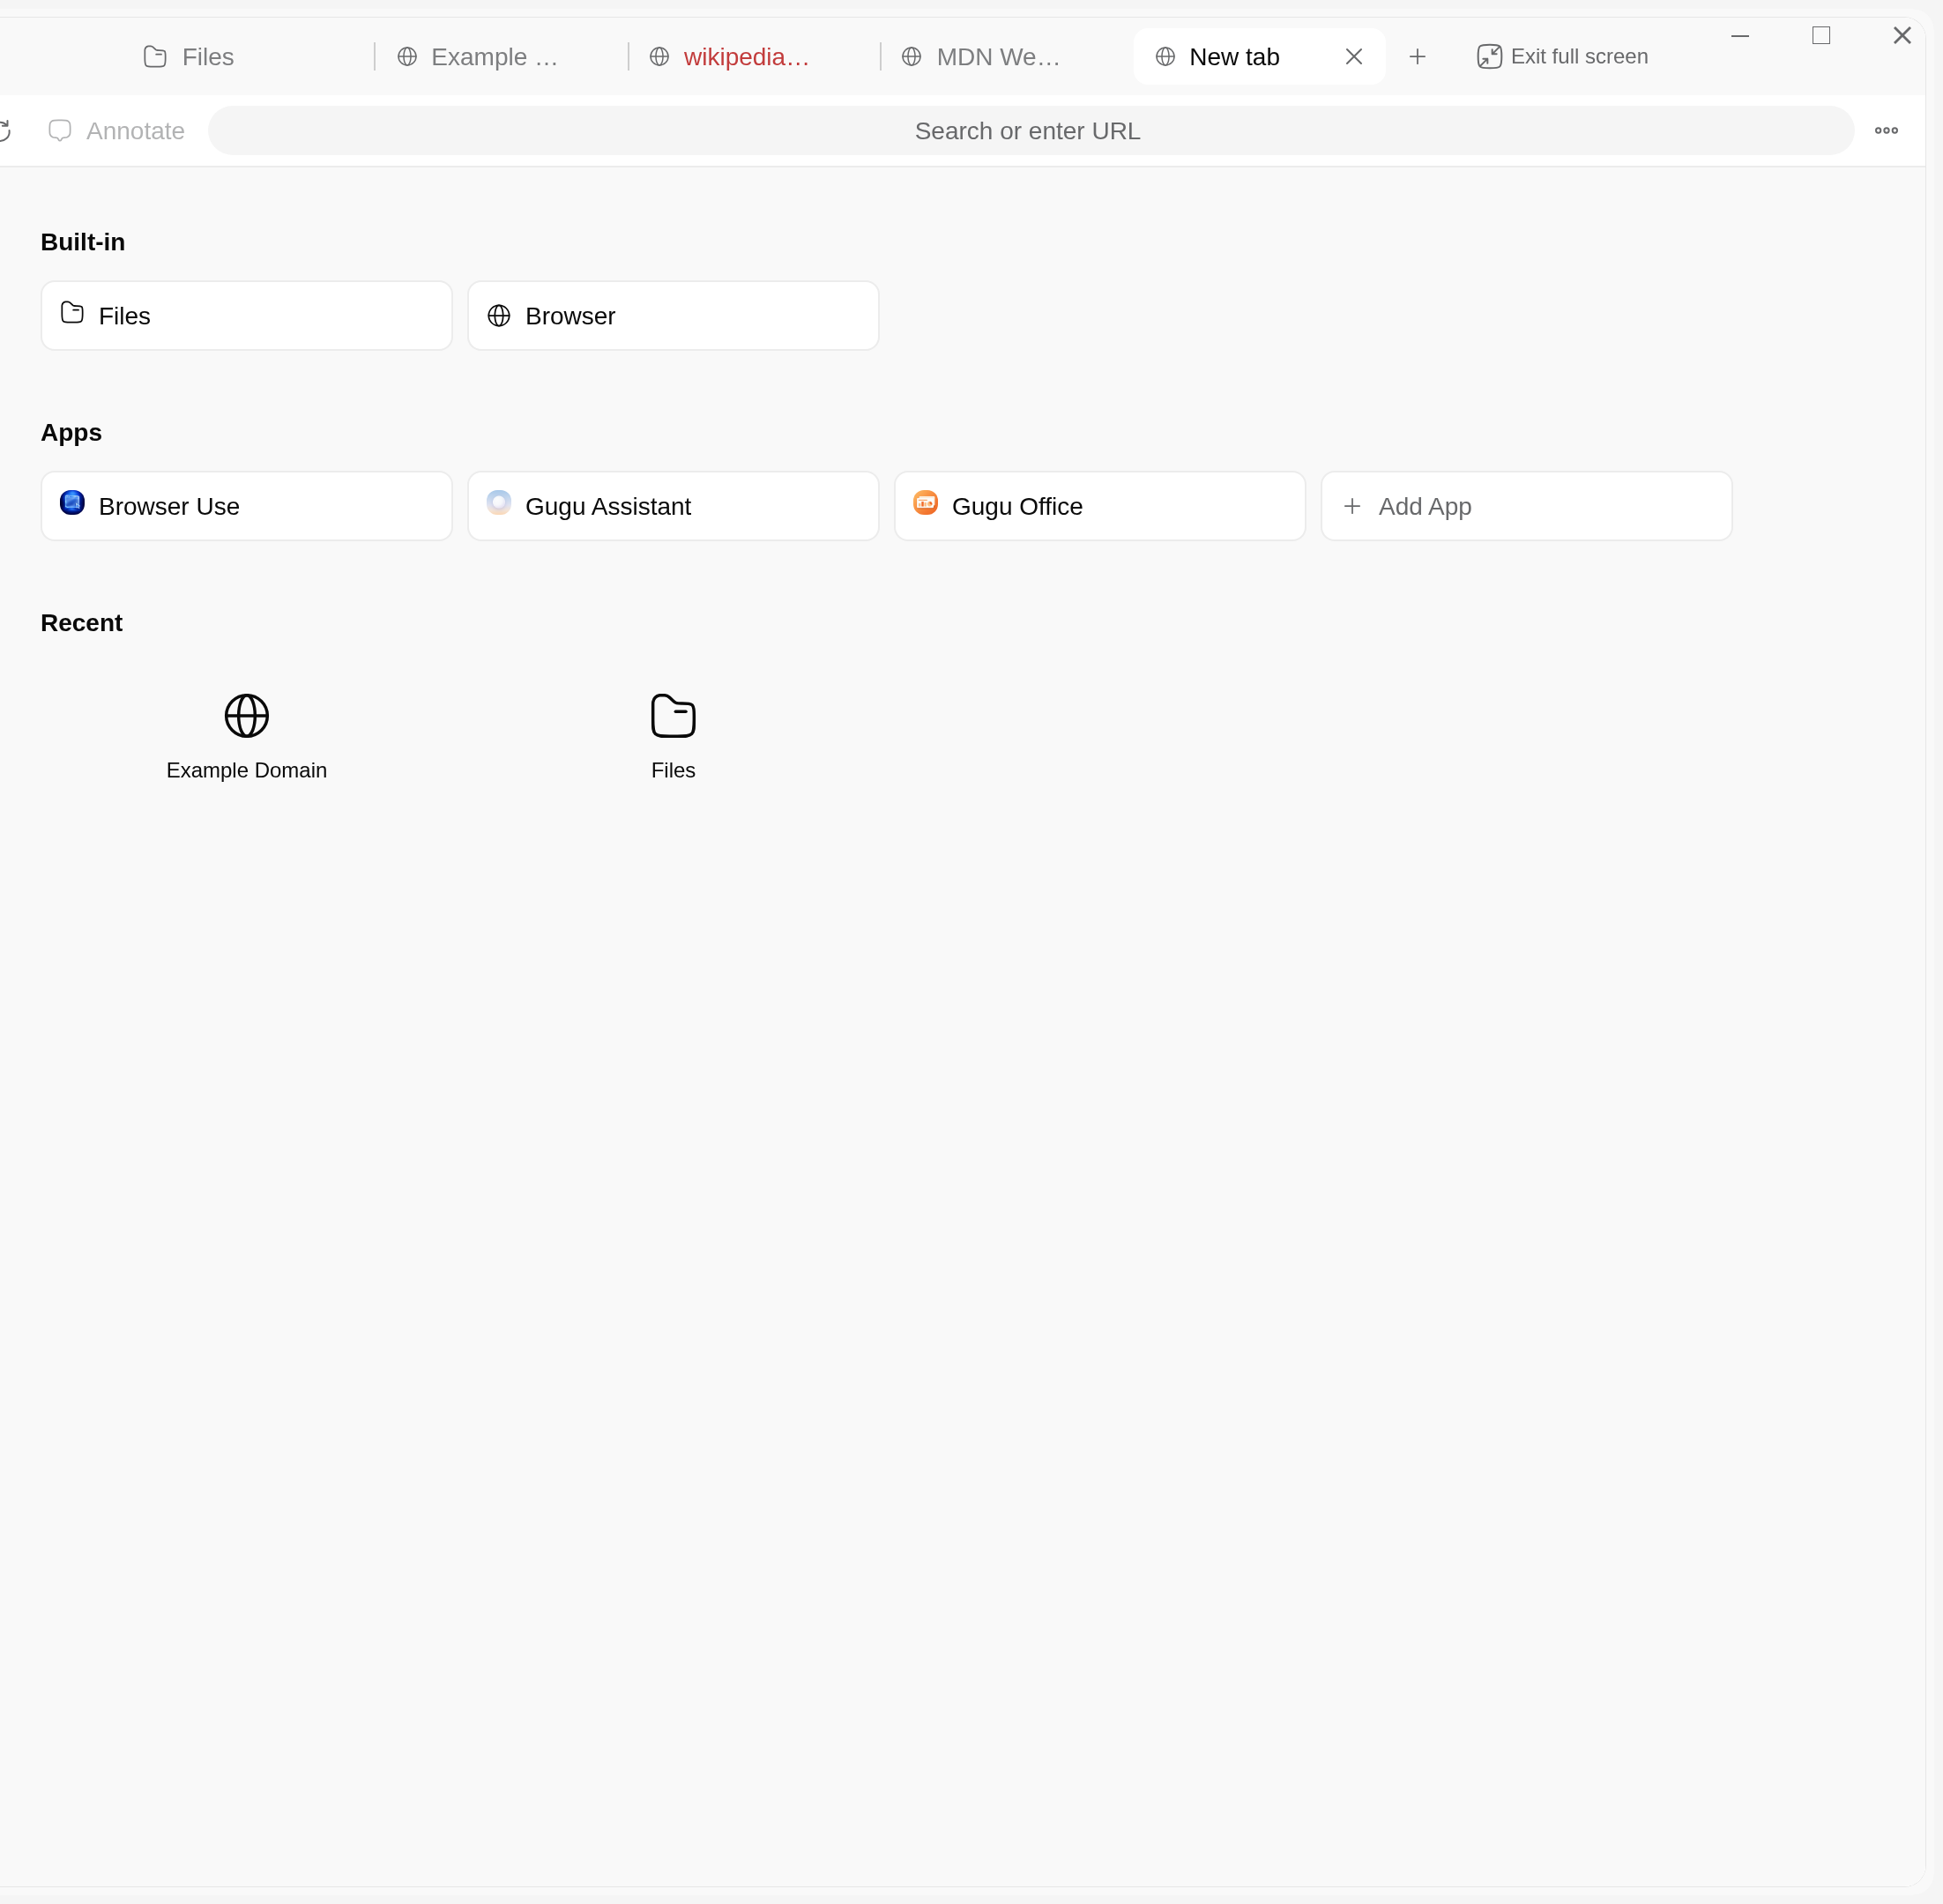 Files
Example …
wikipedia…
MDN We…
New tab
Exit full screen
Annotate
Search or enter URL
Built-in
Files
Browser
Apps
Browser Use
Gugu Assistant
Gugu Office
Add App
Recent
Example Domain
Files